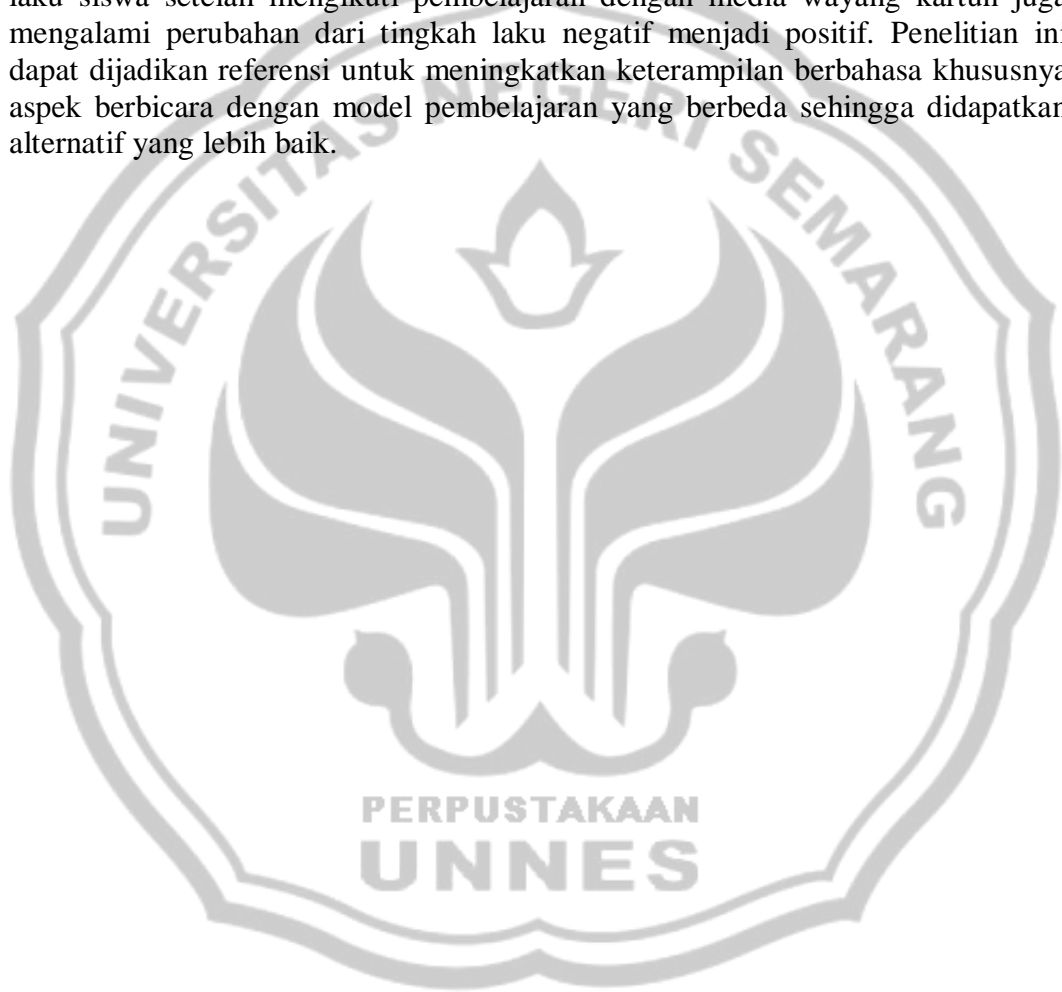 laku siswa setelah mengikuti pembelajaran dengan media wayang kartun juga
mengalami perubahan dari tingkah laku negatif menjadi positif. Penelitian ini
dapat dijadikan referensi untuk meningkatkan keterampilan berbahasa khususnya
aspek berbicara dengan model pembelajaran yang berbeda sehingga didapatkan
alternatif yang lebih baik.
UNIVERSITAS NEGERI SEMARANG
PERPUSTAKAAN
UNNES